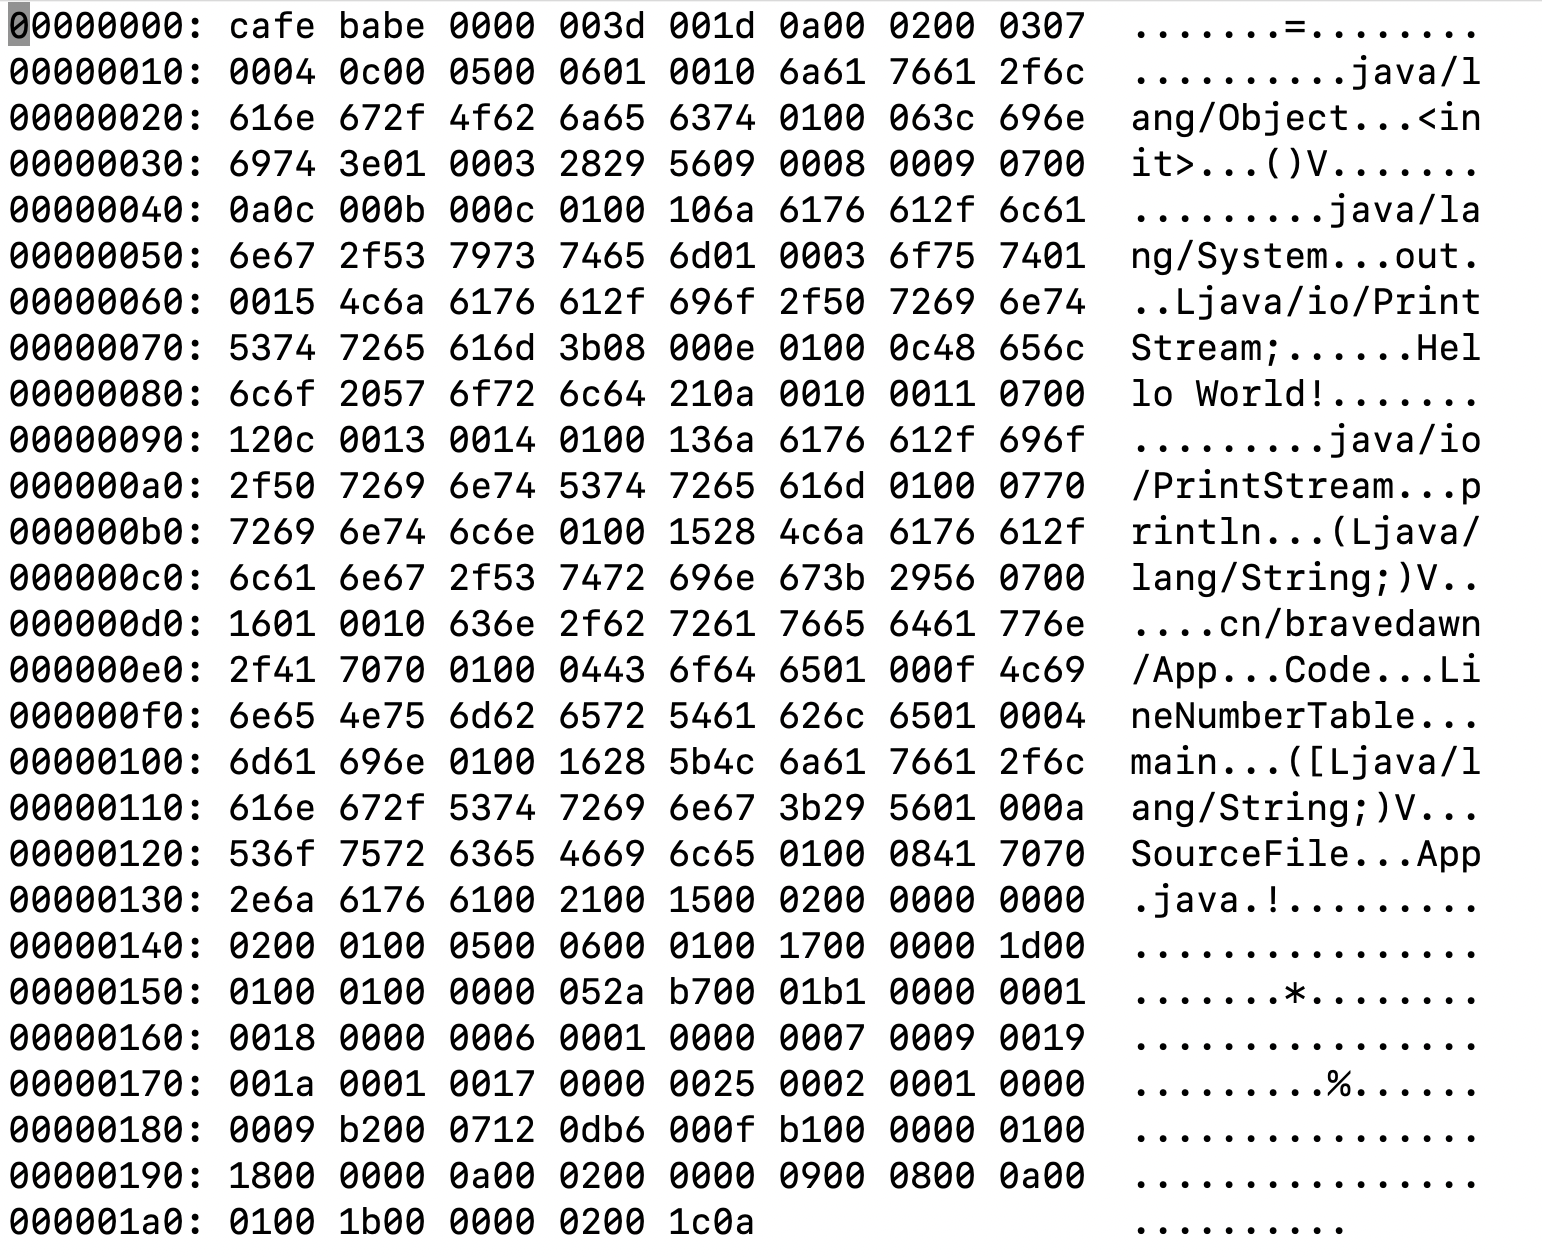 00000000: cafe babe 0000 003d 001d 0a00 0200 0307  .......=........
00000010: 0004 0c00 0500 0601 0010 6a61 7661 2f6c  ..........java/l
00000020: 616e 672f 4f62 6a65 6374 0100 063c 696e  ang/Object...<in
00000030: 6974 3e01 0003 2829 5609 0008 0009 0700  it>...()V.......
00000040: 0a0c 000b 000c 0100 106a 6176 612f 6c61  .........java/la
00000050: 6e67 2f53 7973 7465 6d01 0003 6f75 7401  ng/System...out.
00000060: 0015 4c6a 6176 612f 696f 2f50 7269 6e74  ..Ljava/io/Print
00000070: 5374 7265 616d 3b08 000e 0100 0c48 656c  Stream;......Hel
00000080: 6c6f 2057 6f72 6c64 210a 0010 0011 0700  lo World!.......
00000090: 120c 0013 0014 0100 136a 6176 612f 696f  .........java/io
000000a0: 2f50 7269 6e74 5374 7265 616d 0100 0770  /PrintStream...p
000000b0: 7269 6e74 6c6e 0100 1528 4c6a 6176 612f  rintln...(Ljava/
000000c0: 6c61 6e67 2f53 7472 696e 673b 2956 0700  lang/String;)V..
000000d0: 1601 0010 636e 2f62 7261 7665 6461 776e  ....cn/bravedawn
000000e0: 2f41 7070 0100 0443 6f64 6501 000f 4c69  /App...Code...Li
000000f0: 6e65 4e75 6d62 6572 5461 626c 6501 0004  neNumberTable...
00000100: 6d61 696e 0100 1628 5b4c 6a61 7661 2f6c  main...([Ljava/l
00000110: 616e 672f 5374 7269 6e67 3b29 5601 000a  ang/String;)V...
00000120: 536f 7572 6365 4669 6c65 0100 0841 7070  SourceFile...App
00000130: 2e6a 6176 6100 2100 1500 0200 0000 0000  .java.!.........
00000140: 0200 0100 0500 0600 0100 1700 0000 1d00  ................
00000150: 0100 0100 0000 052a b700 01b1 0000 0001  .......*........
00000160: 0018 0000 0006 0001 0000 0007 0009 0019  ................
00000170: 001a 0001 0017 0000 0025 0002 0001 0000  .........%......
00000180: 0009 b200 0712 0db6 000f b100 0000 0100  ................
00000190: 1800 0000 0a00 0200 0000 0900 0800 0a00  ................
000001a0: 0100 1b00 0000 0200 1c0a  ..........